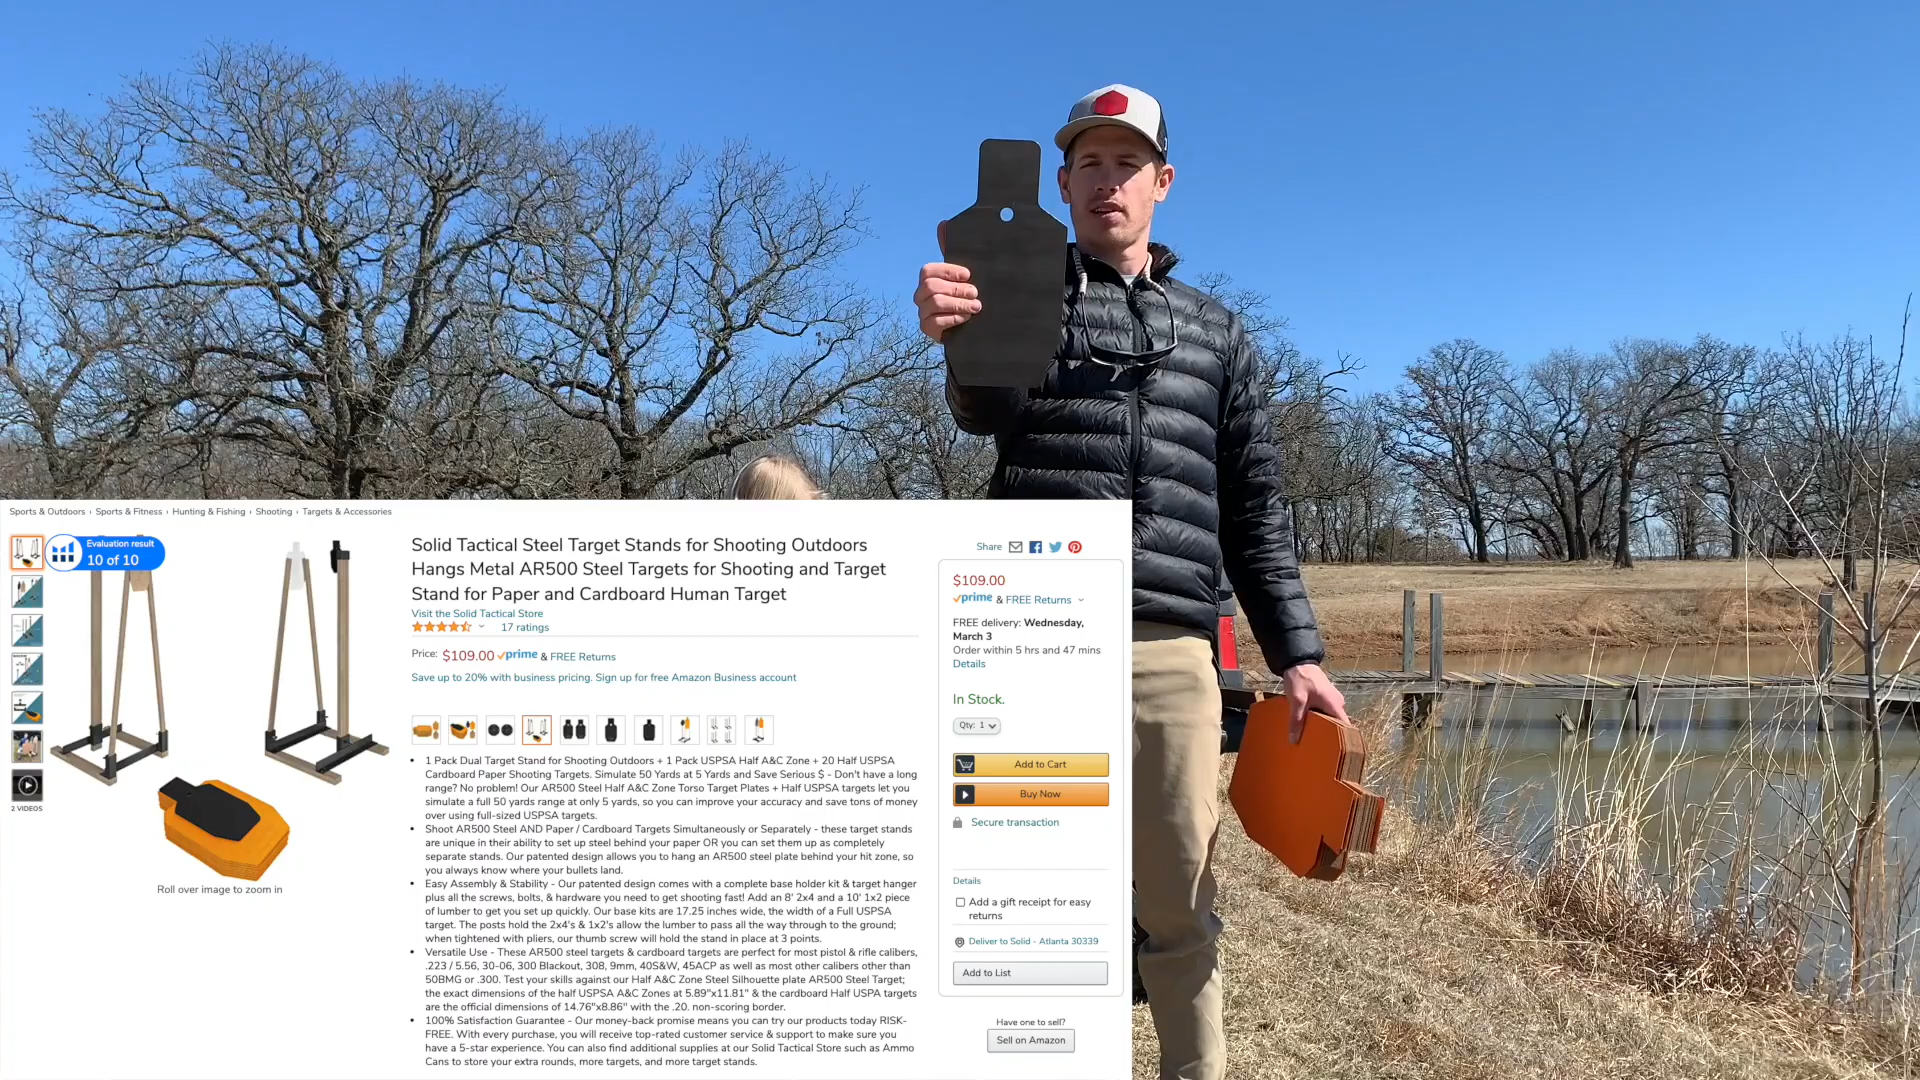 Sports & Outdoors › Sports & Fitness › Hunting & Fishing › Shooting › Targets & Accessories
Evaluation result
10 of 10
2 VIDEOS
Roll over image to zoom in
Solid Tactical Steel Target Stands for Shooting Outdoors
Hangs Metal AR500 Steel Targets for Shooting and Target
Stand for Paper and Cardboard Human Target
Visit the Solid Tactical Store
17 ratings
Price: $109.00 prime & FREE Returns
Save up to 20% with business pricing. Sign up for free Amazon Business account
• 1 Pack Dual Target Stand for Shooting Outdoors + 1 Pack USPSA Half A&C Zone + 20 Half USPSA
Cardboard Paper Shooting Targets. Simulate 50 Yards at 5 Yards and Save Serious $ - Don't have a long
range? No problem! Our AR500 Steel Half A&C Zone Torso Target Plates + Half USPSA targets let you
simulate a full 50 yards range at only 5 yards, so you can improve your accuracy and save tons of money
over using full-sized USPSA targets.
• Shoot AR500 Steel AND Paper / Cardboard Targets Simultaneously or Separately - these target stands
are unique in their ability to set up steel behind your paper OR you can set them up as completely
separate stands. Our patented design allows you to hang an AR500 steel plate behind your hit zone, so
you always know where your bullets land.
• Easy Assembly & Stability - Our patented design comes with a complete base holder kit & target hanger
plus all the screws, bolts, & hardware you need to get shooting fast! Add an 8' 2x4 and a 10' 1x2 piece
of lumber to get you set up quickly. Our base kits are 17.25 inches wide, the width of a Full USPSA
target. The posts hold the 2x4's & 1x2's allow the lumber to pass all the way through to the ground;
when tightened with pliers, our thumb screw will hold the stand in place at 3 points.
• Versatile Use - These AR500 steel targets & cardboard targets are perfect for most pistol & rifle calibers,
.223 / 5.56, 30-06, 300 Blackout, 308, 9mm, 40S&W, 45ACP as well as most other calibers other than
50BMG or .300. Test your skills against our Half A&C Zone Steel Silhouette plate AR500 Steel Target;
the exact dimensions of the half USPSA A&C Zones at 5.89"x11.81" & the cardboard Half USPA targets
are the official dimensions of 14.76"x8.86" with the .20. non-scoring border.
• 100% Satisfaction Guarantee - Our money-back promise means you can try our products today RISK-
FREE. With every purchase, you will receive top-rated customer service & support to make sure you
have a 5-star experience. You can also find additional supplies at our Solid Tactical Store such as Ammo
Cans to store your extra rounds, more targets, and more target stands.
Share
$109.00
prime & FREE Returns
FREE delivery: Wednesday,
March 3
Order within 5 hrs and 47 mins
Details
In Stock.
Qty: 1
Add to Cart
Buy Now
Secure transaction
Details
Add a gift receipt for easy
returns
Deliver to Solid - Atlanta 30339
Add to List
Have one to sell?
Sell on Amazon